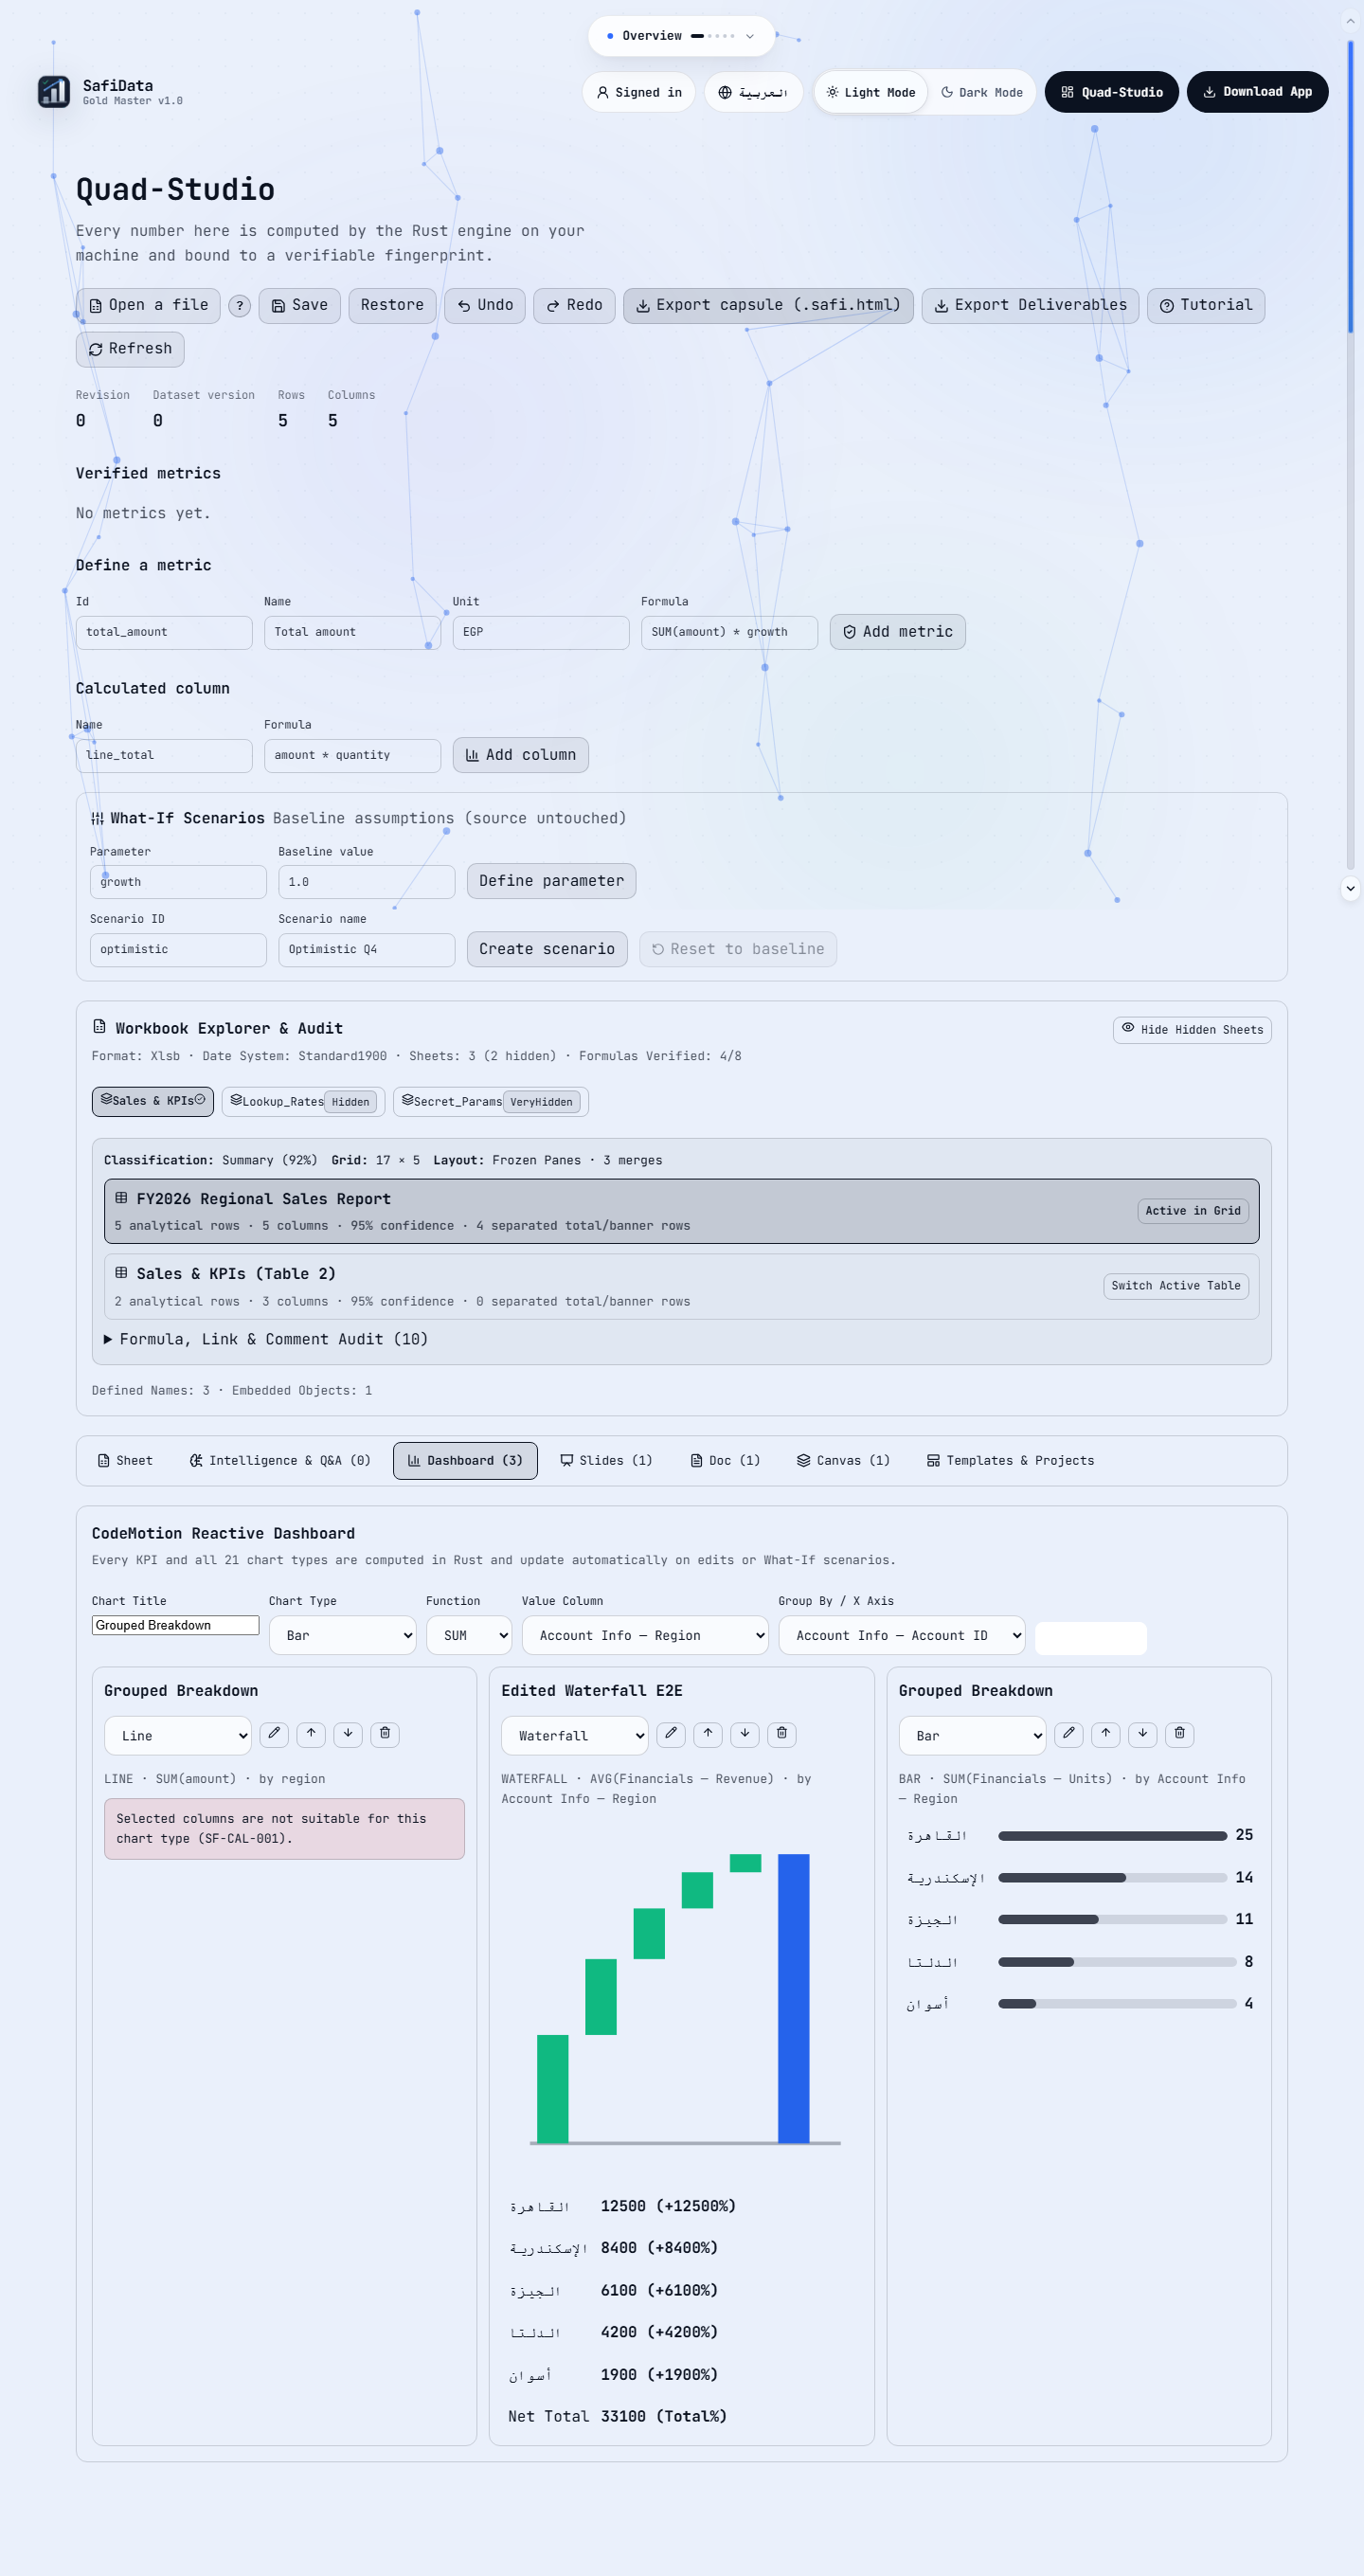 Overview
SafiData
Gold Master v1.0
Signed in
العربية
Light Mode
Dark Mode
Quad-Studio
Download App
Quad-Studio
Every number here is computed by the Rust engine on your
machine and bound to a verifiable fingerprint.
Open a file
?
Save
Restore
Undo
Redo
Export capsule (.safi.html)
Export Deliverables
Tutorial
Refresh
Revision Dataset version Rows Columns
0 0 5 5
Verified metrics
No metrics yet.
Define a metric
Id Name Unit Formula
total_amount Total amount EGP SUM(amount) * growth Add metric
Calculated column
Name Formula
line_total amount * quantity Add column
What-If Scenarios Baseline assumptions (source untouched)
Parameter Baseline value
growth 1.0 Define parameter
Scenario ID Scenario name
optimistic Optimistic Q4 Create scenario Reset to baseline
Workbook Explorer & Audit
Hide Hidden Sheets
Format: Xlsb · Date System: Standard1900 · Sheets: 3 (2 hidden) · Formulas Verified: 4/8
Sales & KPIs Lookup_Rates Hidden Secret_Params VeryHidden
Classification: Summary (92%) Grid: 17 × 5 Layout: Frozen Panes · 3 merges
FY2026 Regional Sales Report
5 analytical rows · 5 columns · 95% confidence · 4 separated total/banner rows
Active in Grid
Sales & KPIs (Table 2)
2 analytical rows · 3 columns · 95% confidence · 0 separated total/banner rows
Switch Active Table
Formula, Link & Comment Audit (10)
Defined Names: 3 · Embedded Objects: 1
Sheet Intelligence & Q&A (0) Dashboard (3) Slides (1) Doc (1) Canvas (1) Templates & Projects
CodeMotion Reactive Dashboard
Every KPI and all 21 chart types are computed in Rust and update automatically on edits or What-If scenarios.
Chart Title Chart Type Function Value Column Group By / X Axis
Grouped Breakdown Bar SUM Account Info — Region Account Info — Account ID
Grouped Breakdown
Line
LINE · SUM(amount) · by region
Selected columns are not suitable for this
chart type (SF-CAL-001).
Edited Waterfall E2E
Waterfall
WATERFALL · AVG(Financials — Revenue) · by
Account Info — Region
القاهرة 12500 (+12500%)
الإسكندرية 8400 (+8400%)
الجيزة 6100 (+6100%)
الدلتا 4200 (+4200%)
أسوان 1900 (+1900%)
Net Total 33100 (Total%)
Grouped Breakdown
Bar
BAR · SUM(Financials — Units) · by Account Info
— Region
القاهرة 25
الإسكندرية 14
الجيزة 11
الدلتا 8
أسوان 4